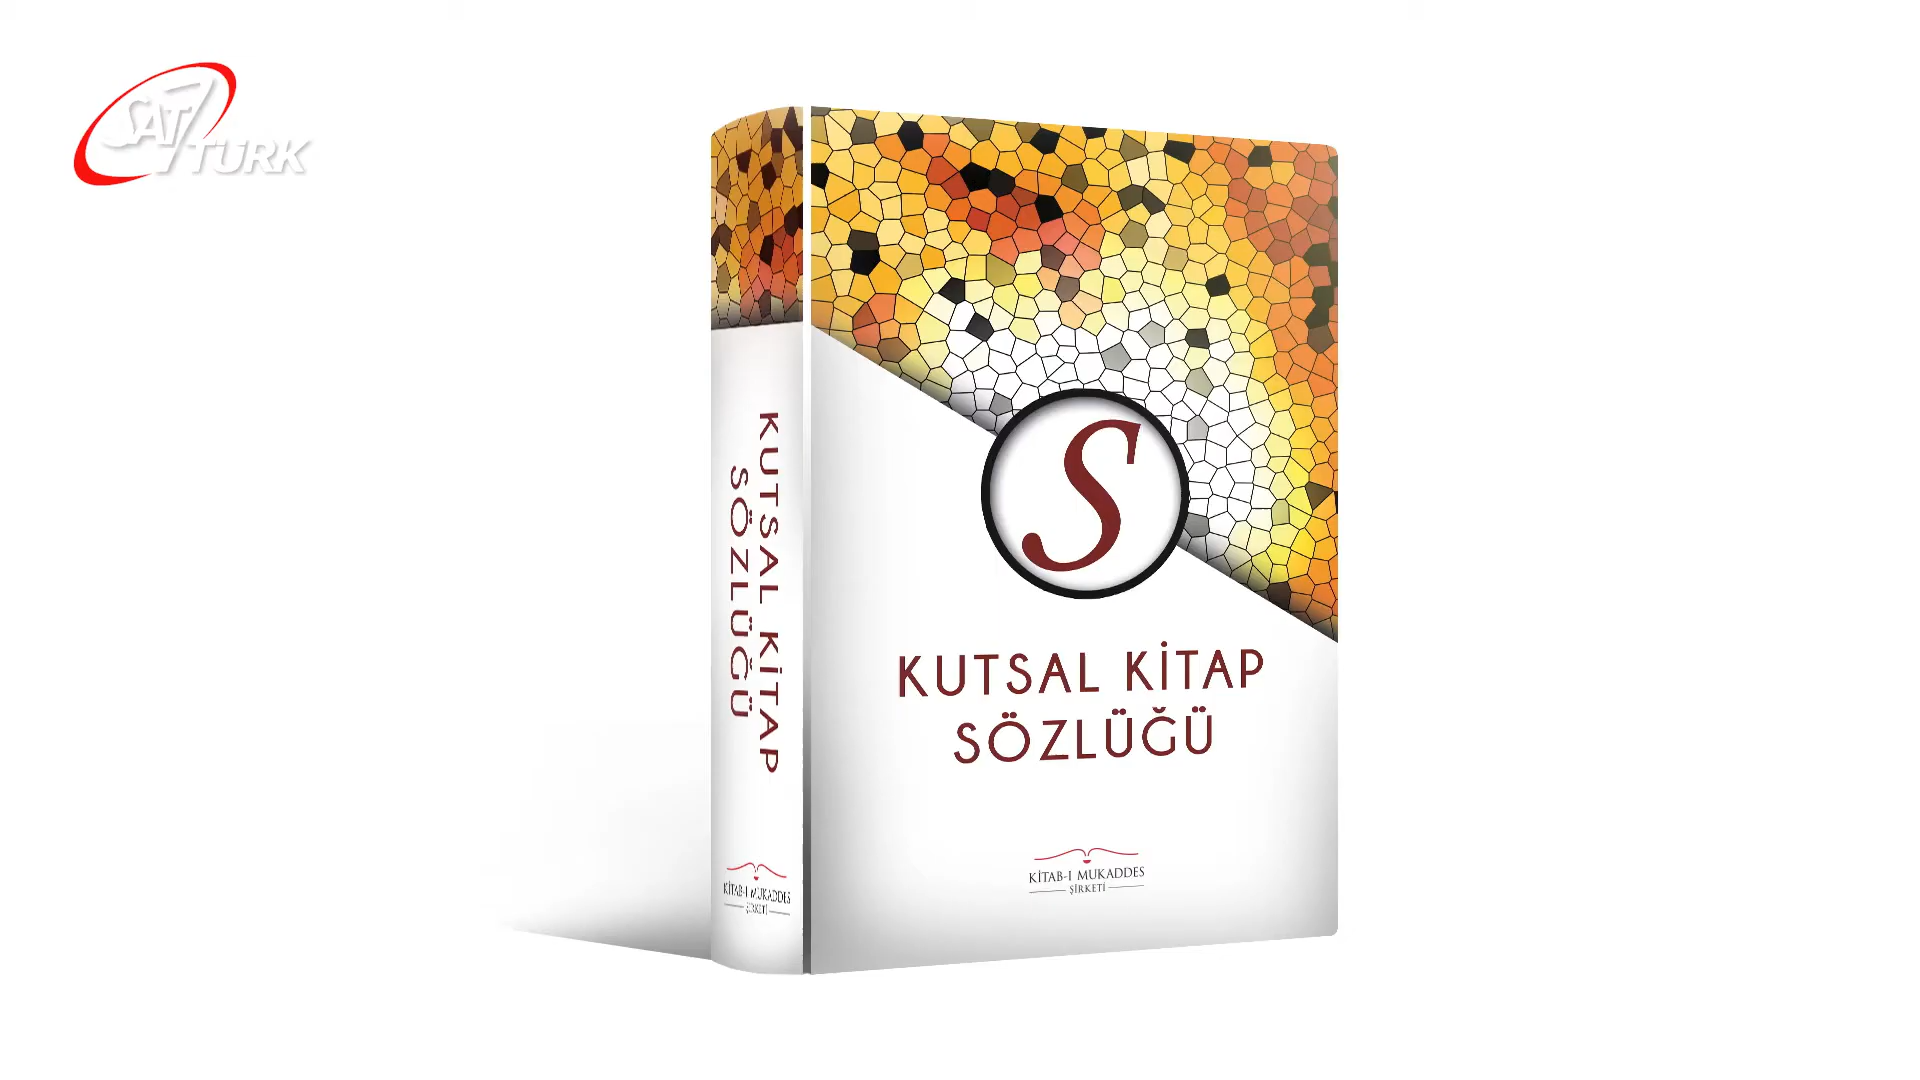 SAT7
TÜRK
KUTSAL KİTAP
SÖZLÜĞÜ
KİTAB-I MUKADDES
ŞİRKETİ
S
KUTSAL KİTAP
SÖZLÜĞÜ
KİTAB-I MUKADDES
ŞİRKETİ